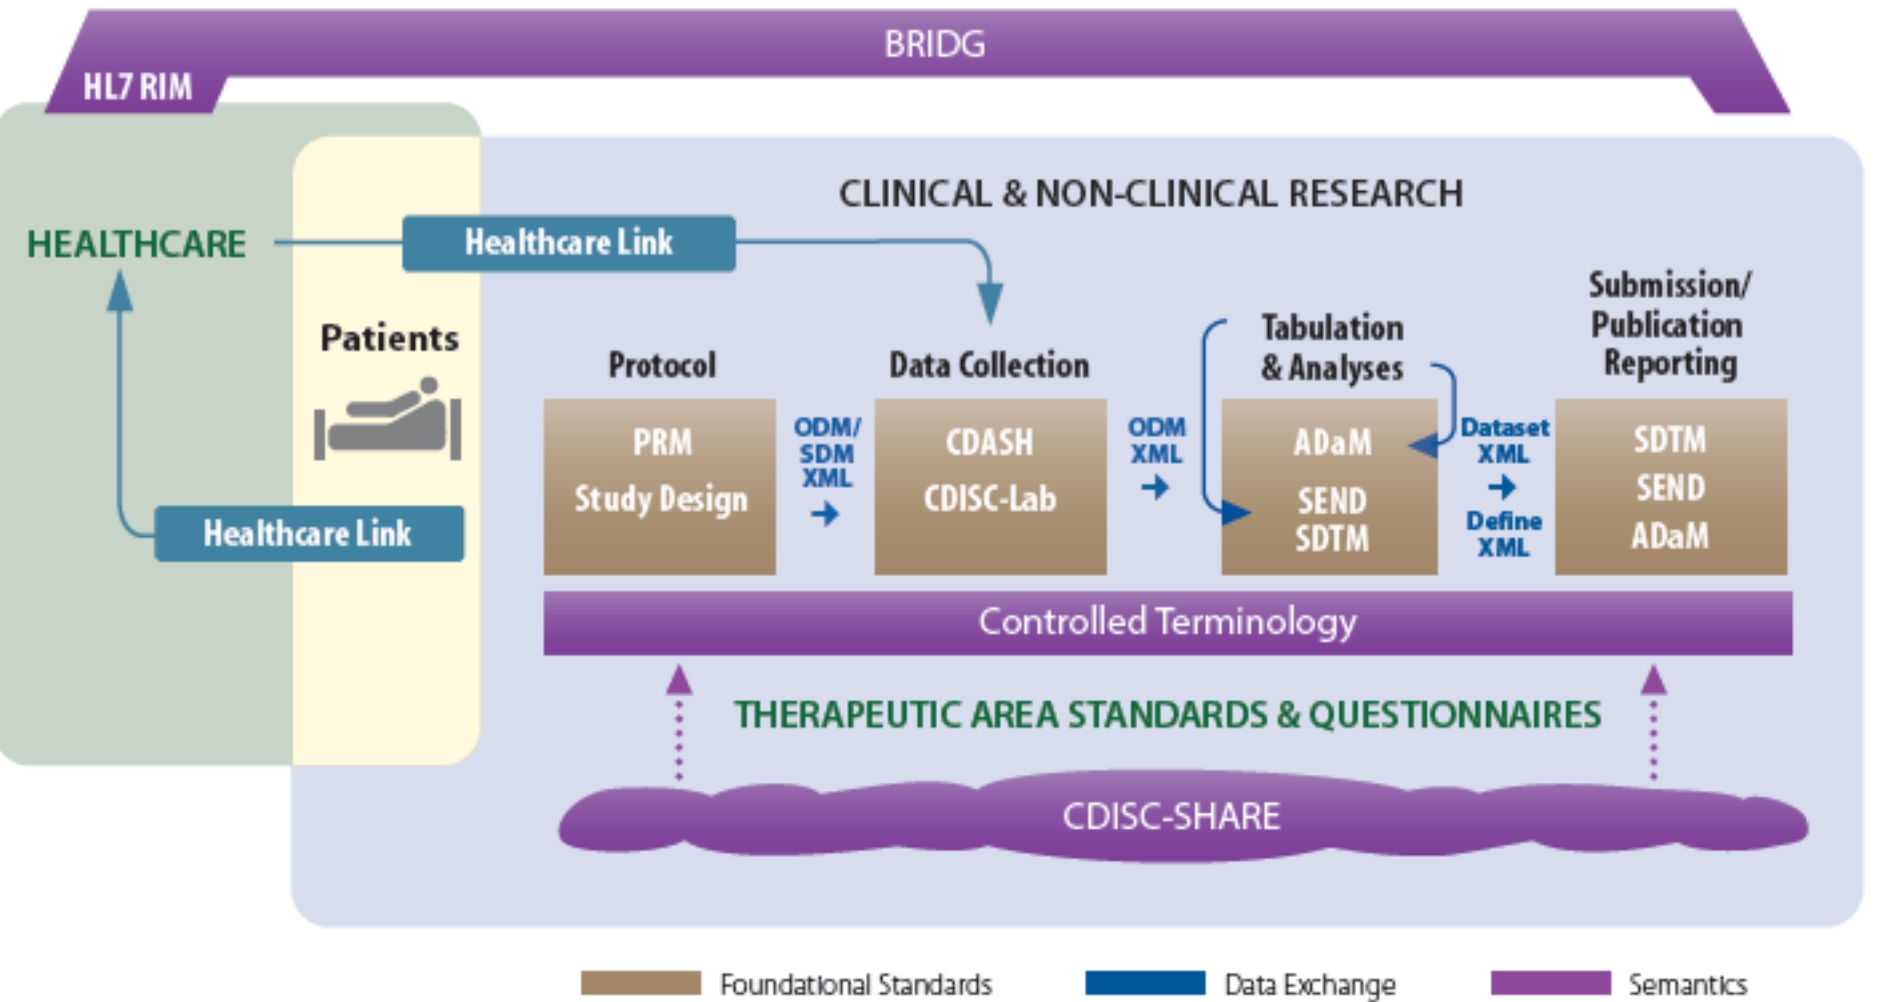 BRIDG
HL7 RIM
CLINICAL & NON-CLINICAL RESEARCH
HEALTHCARE
Healthcare Link
Patients
Healthcare Link
Protocol
PRM
Study Design
ODM/
SDM
XML
Data Collection
CDASH
CDISC-Lab
ODM
XML
Tabulation
& Analyses
ADaM
SEND
SDTM
Dataset
XML
Define
XML
Submission/
Publication
Reporting
SDTM
SEND
ADaM
Controlled Terminology
THERAPEUTIC AREA STANDARDS & QUESTIONNAIRES
CDISC-SHARE
Foundational Standards
Data Exchange
Semantics